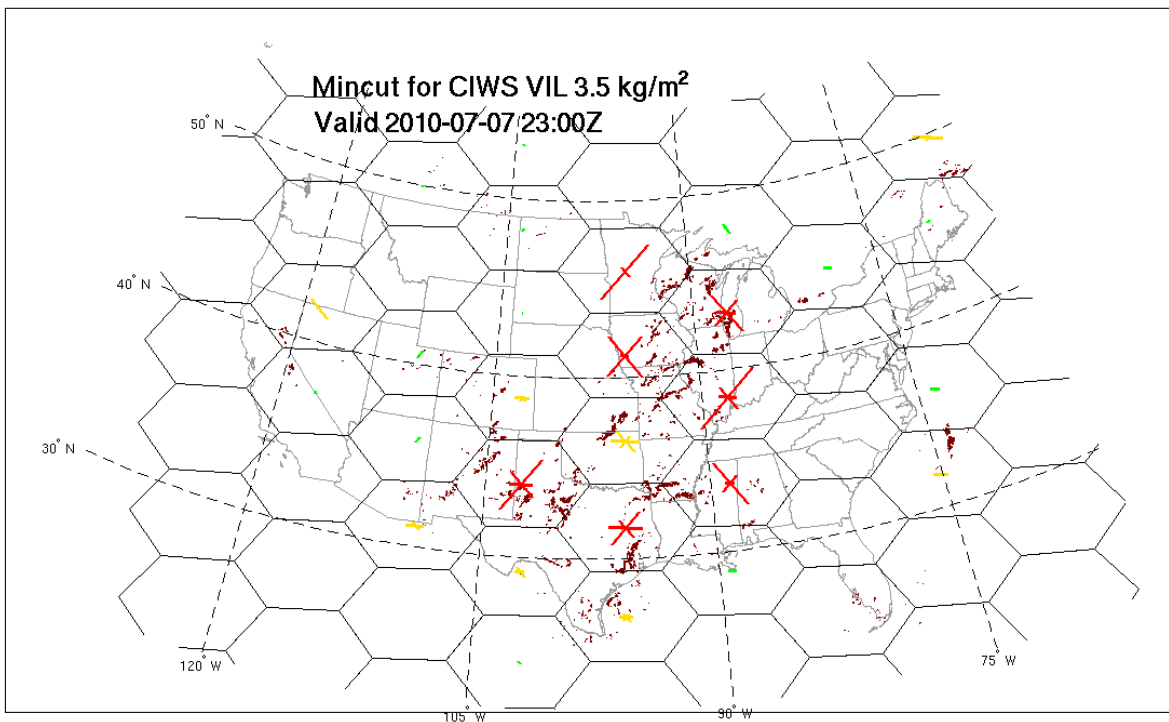 Mincut for CIWS VIL 3.5 kg/m²
Valid 2010-07-07 23:00Z
50° N
40° N
30° N
120° W
105° W
90° W
75° W